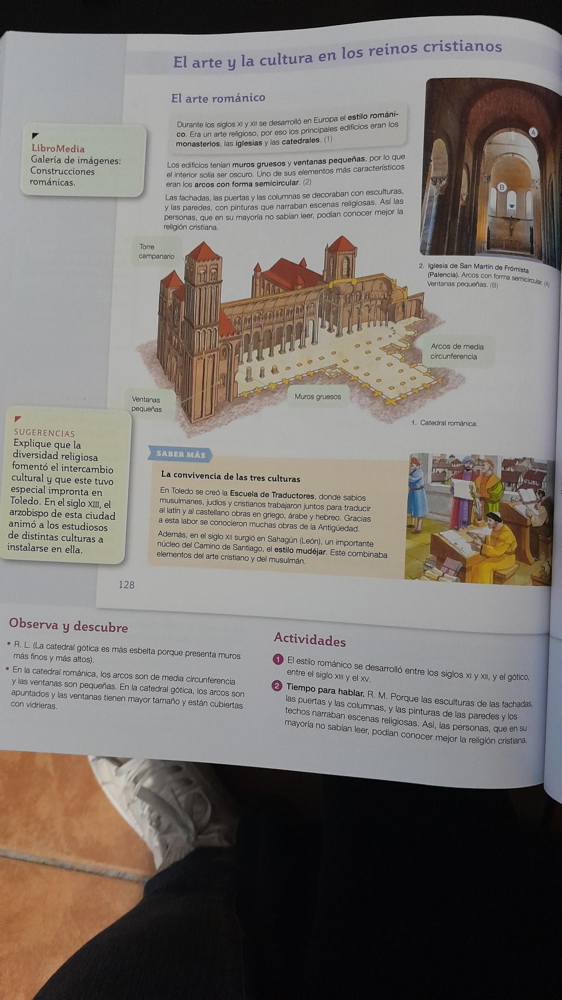 El arte y la cultura en los reinos cristianos
El arte románico
Durante los siglos XI y XII se desarrolló en Europa el estilo románi-
co. Era un arte religioso, por eso los principales edificios eran los
monasterios, las iglesias y las catedrales. (1)
Los edificios tenían muros gruesos y ventanas pequeñas, por lo que
el interior solía ser oscuro. Uno de sus elementos más característicos
eran los arcos con forma semicircular. (2)
Las fachadas, las puertas y las columnas se decoraban con esculturas,
y las paredes, con pinturas que narraban escenas religiosas. Así las
personas, que en su mayoría no sabían leer, podían conocer mejor la
religión cristiana.
LibroMedia
Galería de imágenes:
Construcciones
románicas.
A
B
2. Iglesia de San Martín de Frómista
(Palencia). Arcos con forma semicircular. (A)
Ventanas pequeñas. (B)
Torre
campanario
Arcos de media
circunferencia
Ventanas
pequeñas
Muros gruesos
1. Catedral románica.
SUGERENCIAS
Explique que la
diversidad religiosa
fomentó el intercambio
cultural y que este tuvo
especial impronta en
Toledo. En el siglo XIII, el
arzobispo de esta ciudad
animó a los estudiosos
de distintas culturas a
instalarse en ella.
SABER MÁS
La convivencia de las tres culturas
En Toledo se creó la Escuela de Traductores, donde sabios
musulmanes, judíos y cristianos trabajaron juntos para traducir
al latín y al castellano obras en griego, árabe y hebreo. Gracias
a esta labor se conocieron muchas obras de la Antigüedad.
Además, en el siglo XII surgió en Sahagún (León), un importante
núcleo del Camino de Santiago, el estilo mudéjar. Este combinaba
elementos del arte cristiano y del musulmán.
128
Observa y descubre
▪ R. L. (La catedral gótica es más esbelta porque presenta muros
más finos y más altos).
▪ En la catedral románica, los arcos son de media circunferencia
y las ventanas son pequeñas. En la catedral gótica, los arcos son
apuntados y las ventanas tienen mayor tamaño y están cubiertas
con vidrieras.
Actividades
1 El estilo románico se desarrolló entre los siglos XI y XII, y el gótico,
entre el siglo XIII y el XV.
2 Tiempo para hablar. R. M. Porque las esculturas de las fachadas,
las puertas y las columnas, y las pinturas de las paredes y los
techos narraban escenas religiosas. Así, las personas, que en su
mayoría no sabían leer, podían conocer mejor la religión cristiana.